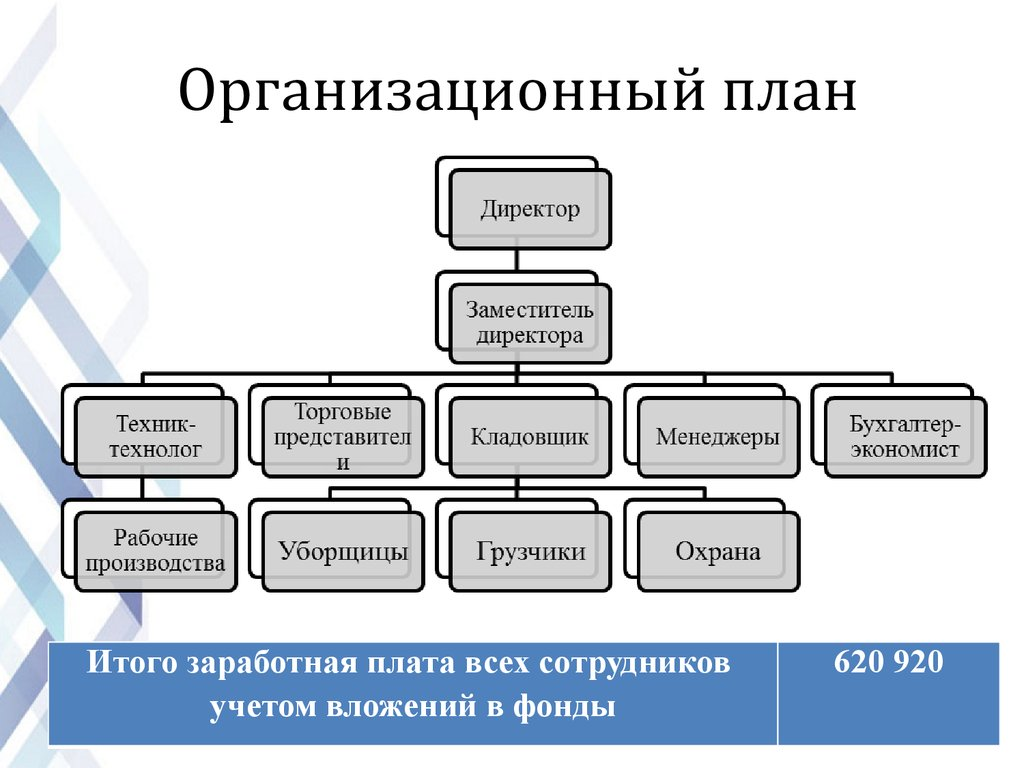 Организационный план
Директор
Заместитель
директора
Техник-
технолог
Торговые
представител
и
Кладовщик
Менеджеры
Бухгалтер-
экономист
Рабочие
производства
Уборщицы
Грузчики
Охрана
Итого заработная плата всех сотрудников
учетом вложений в фонды
620 920